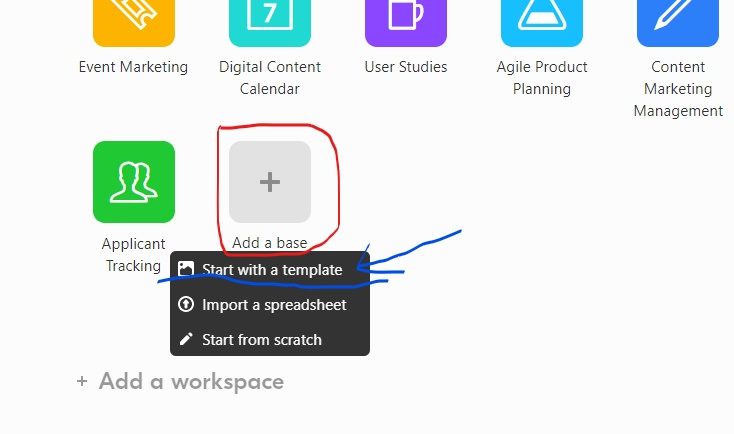 7
Event Marketing
Digital Content
Calendar
User Studies
Agile Product
Planning
Content
Marketing
Management
Applicant
Tracking
+
Add a base
Start with a template
Import a spreadsheet
Start from scratch
+ Add a workspace